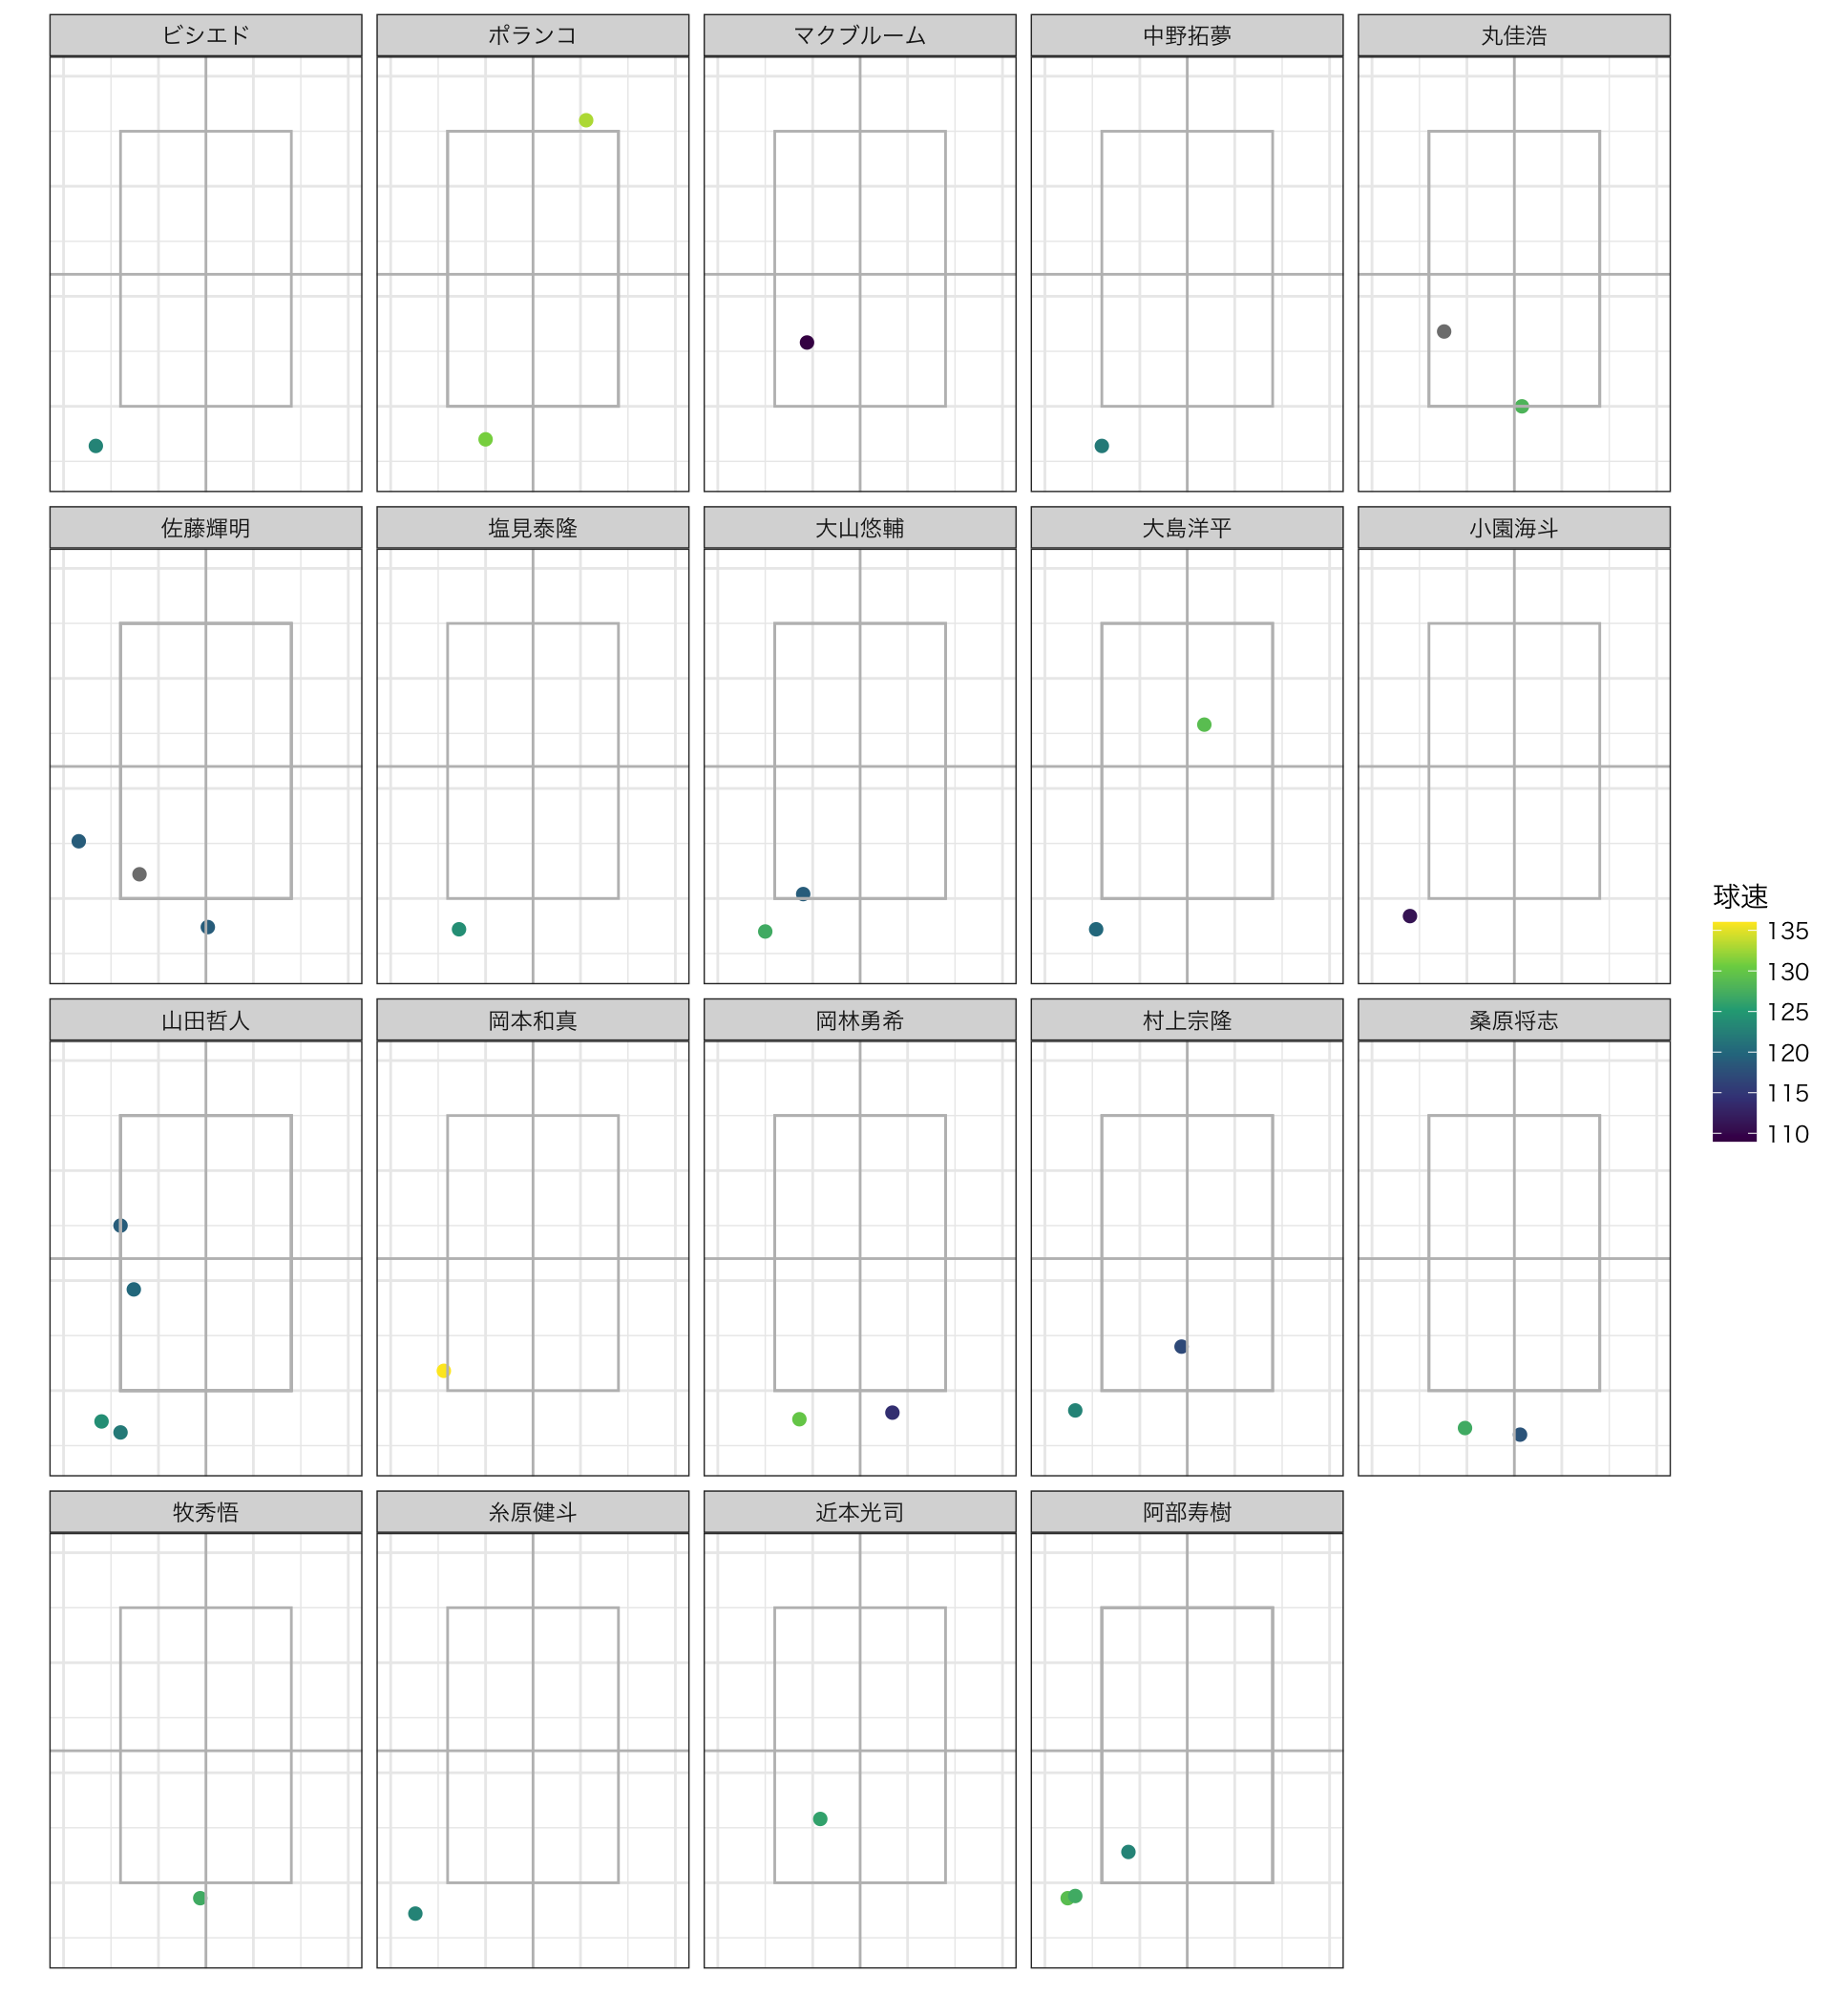 ビシエド
ポランコ
マクブルーム
中野拓夢
丸佳浩
佐藤輝明
塩見泰隆
大山悠輔
大島洋平
小園海斗
山田哲人
岡本和真
岡林勇希
村上宗隆
桑原将志
牧秀悟
糸原健斗
近本光司
阿部寿樹
球速
135
130
125
120
115
110